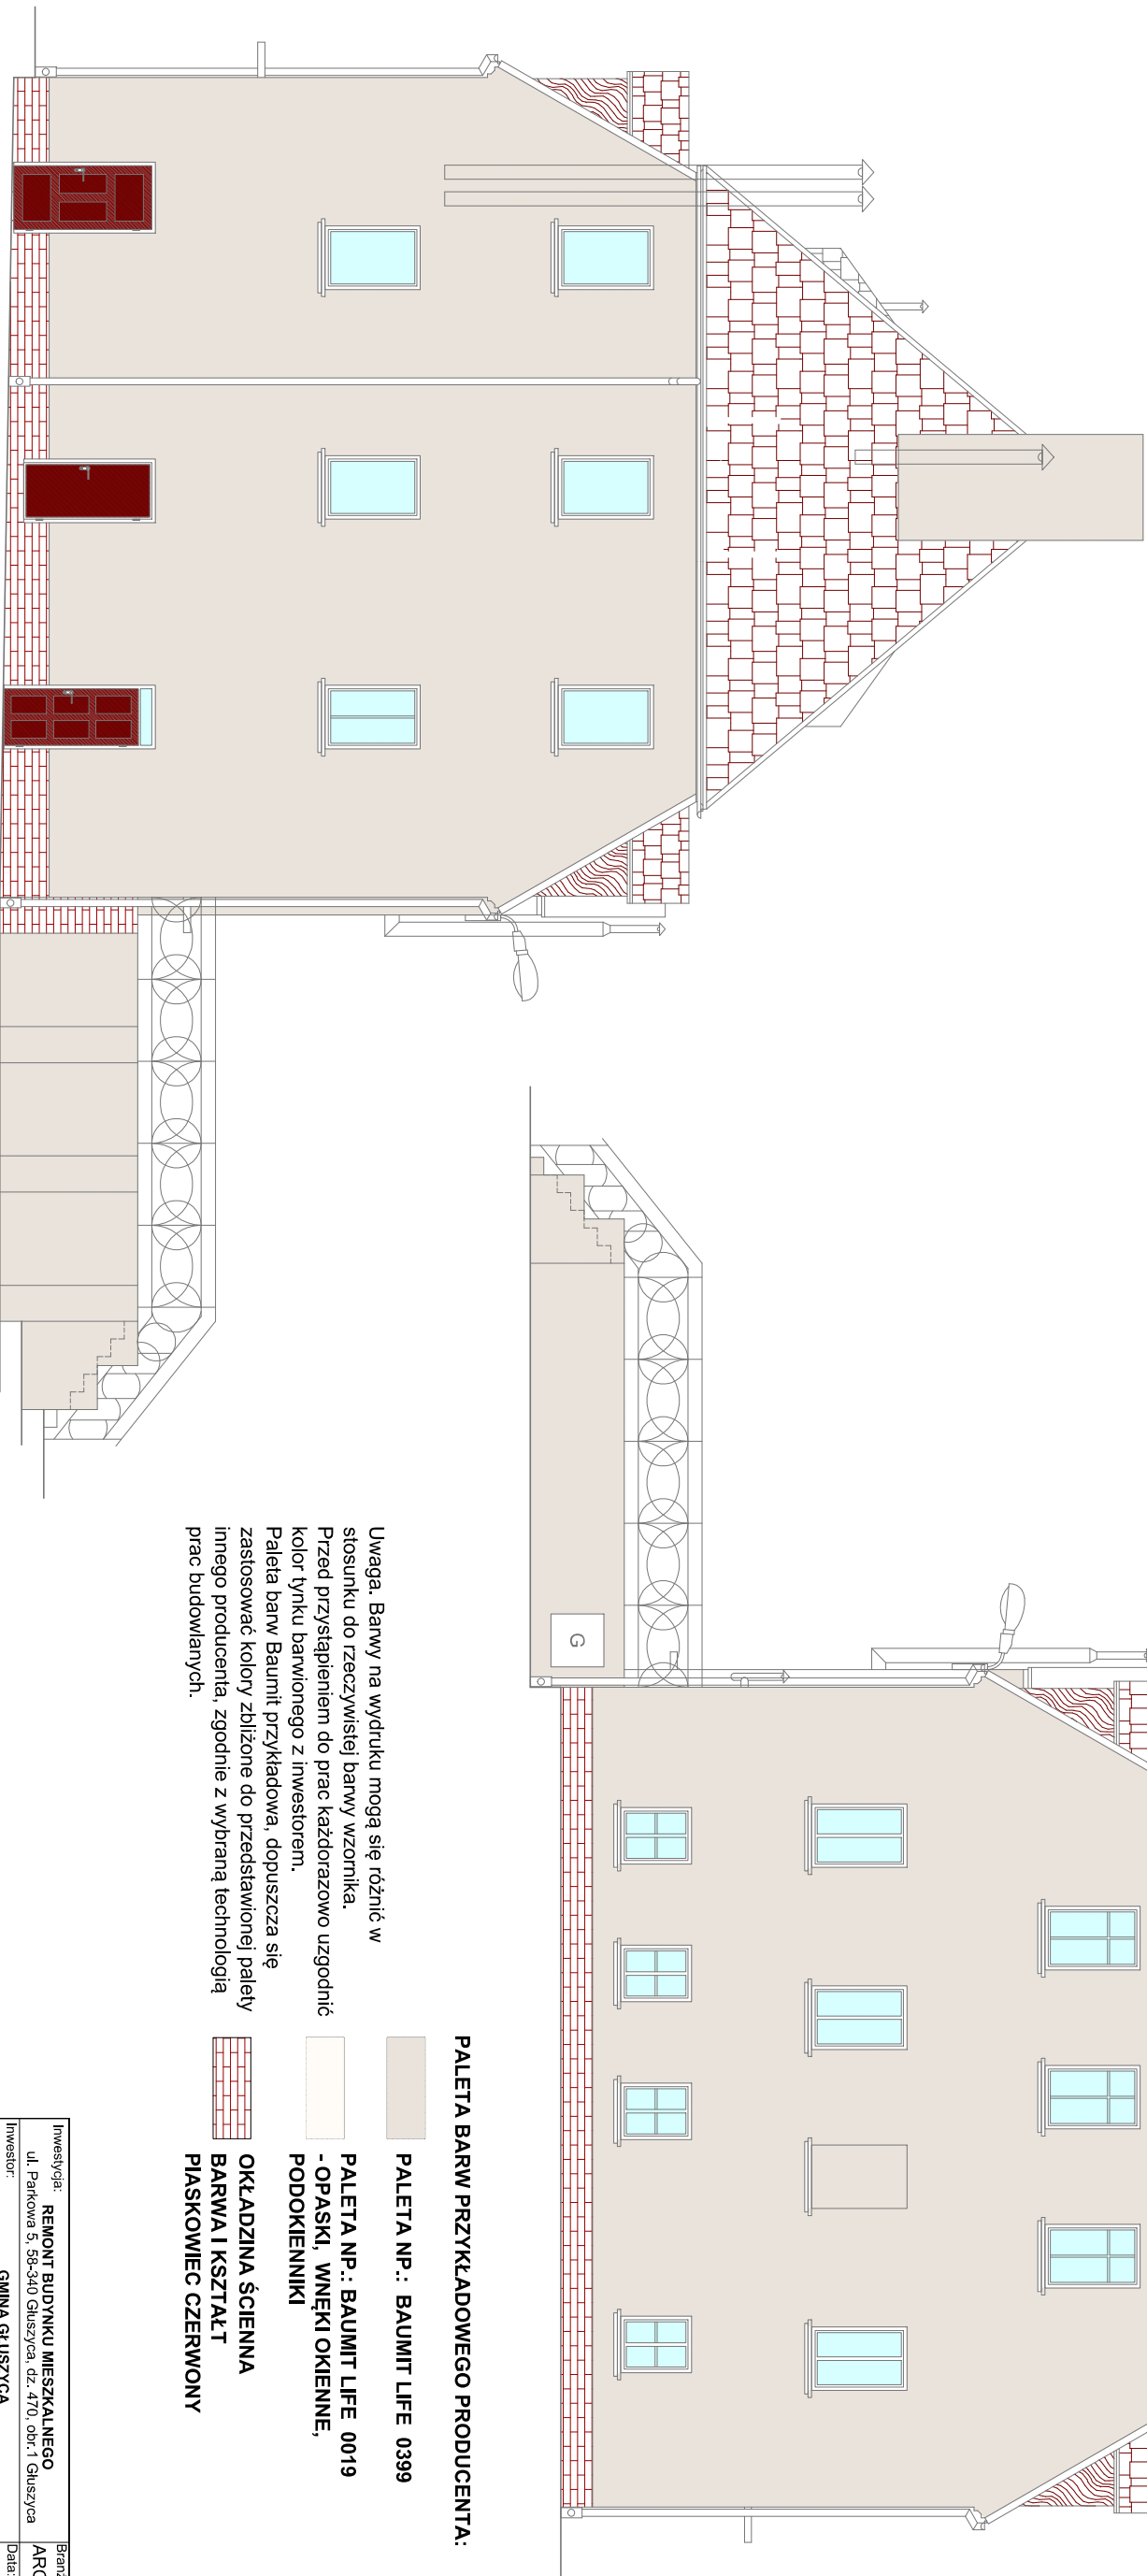 G
Uwaga. Barwy na wydruku mogą się różnić w
stosunku do rzeczywistej barwy wzornika.
Przed przystąpieniem do prac każdorazowo uzgodnić
kolor tynku barwionego z inwestorem.
Paleta barw Baumit przykładowa, dopuszcza się
zastosować kolory zbliżone do przedstawionej palety
innego producenta, zgodnie z wybraną technologią
prac budowlanych.
PALETA BARW PRZYKŁADOWEGO PRODUCENTA:
PALETA NP.: BAUMIT LIFE 0399
PALETA NP.: BAUMIT LIFE 0019
- OPASKI, WNĘKI OKIENNE,
PODOKIENNIKI
OKŁADZINA ŚCIENNA
BARWA I KSZTAŁT
PIASKOWIEC CZERWONY
Inwestycja:
REMONT BUDYNKU MIESZKALNEGO
ul. Parkowa 5, 58-340 Głuszyca, dz. 470, obr.1 Głuszyca
Inwestor:
GMINA GŁUSZYCA
Data: